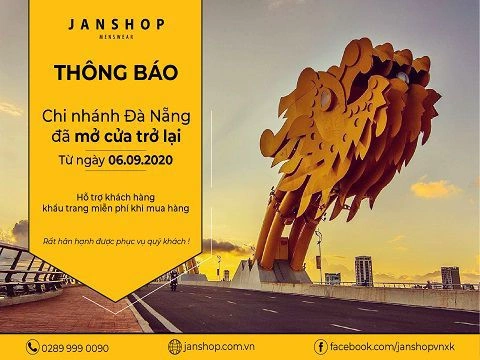 JANSHOP
MENSWEAR
THÔNG BÁO
Chi nhánh Đà Nẵng
đã mở cửa trở lại
Từ ngày 06.09.2020
Hỗ trợ khách hàng
khẩu trang miễn phí khi mua hàng
Rất hân hạnh được phục vụ quý khách !
0289 999 0090
janshop.com.vn
facebook.com/janshopvnxk